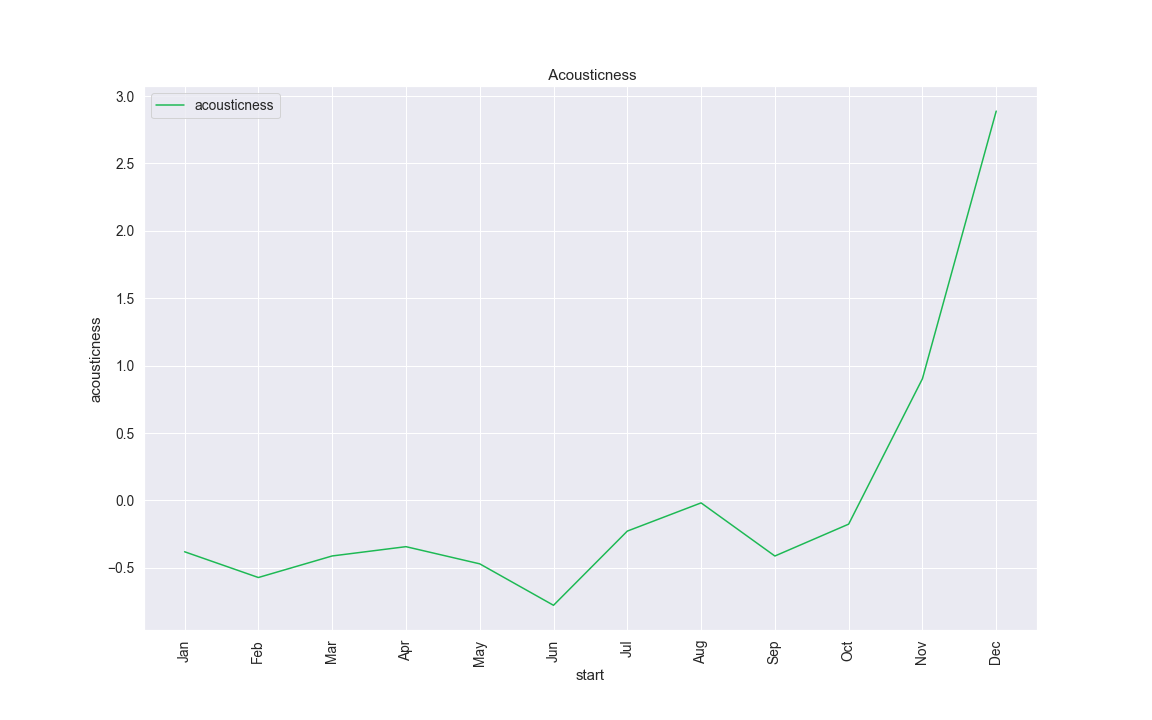 Acousticness
acousticness
3.0
2.5
2.0
1.5
1.0
0.5
0.0
−0.5
acousticness
Jan
Feb
Mar
Apr
May
Jun
Jul
Aug
Sep
Oct
Nov
Dec
start